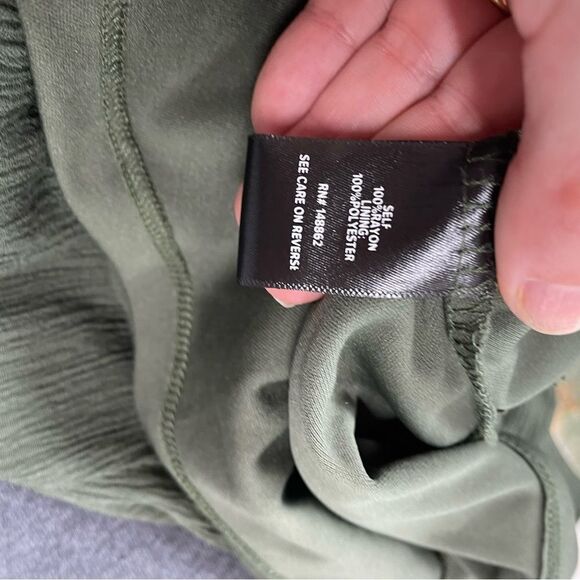 SELF
100%RAYON
LINING:
100%POLYESTER
RN# 148862
SEE CARE ON REVERSE